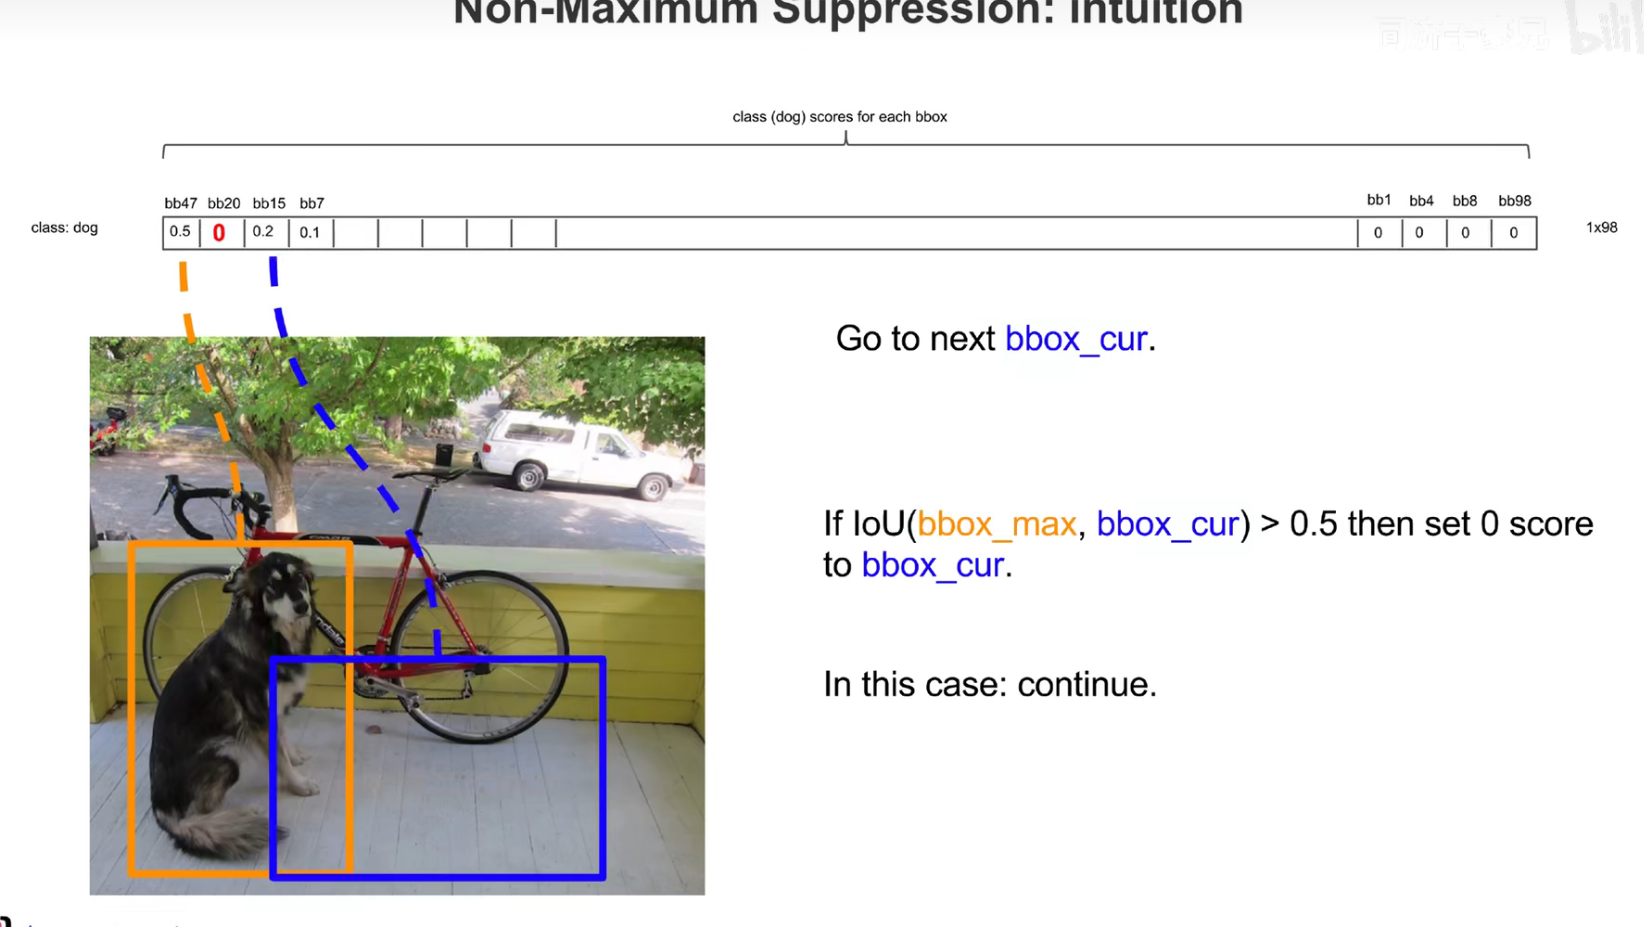 Non-Maximum Suppression: Intuition
class (dog) scores for each bbox
bb47 bb20 bb15 bb7 bb1 bb4 bb8 bb98
class: dog 0.5 0 0.2 0.1 0 0 0 0 1x98
Go to next bbox_cur.
If IoU(bbox_max, bbox_cur) > 0.5 then set 0 score
to bbox_cur.
In this case: continue.